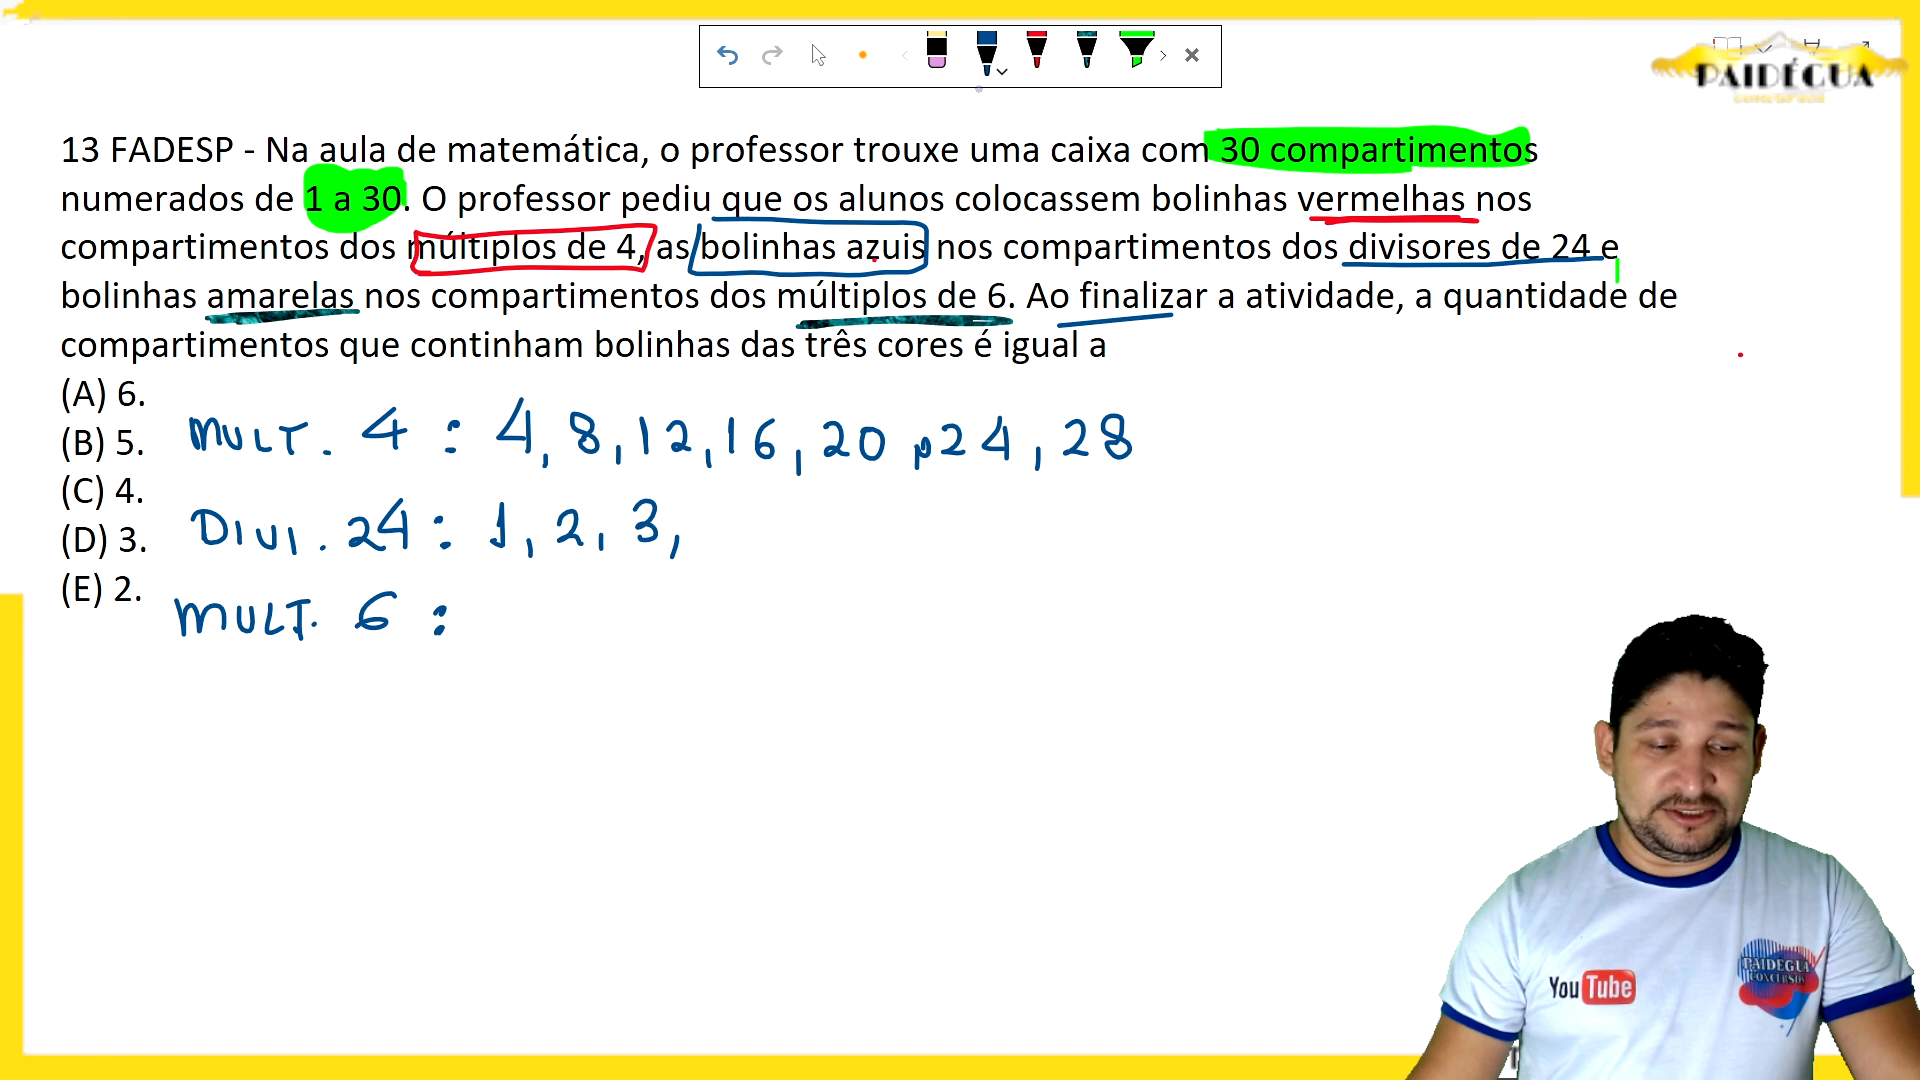 PAIDÉGUA
13 FADESP - Na aula de matemática, o professor trouxe uma caixa com 30 compartimentos
numerados de 1 a 30. O professor pediu que os alunos colocassem bolinhas vermelhas nos
compartimentos dos múltiplos de 4, as bolinhas azuis nos compartimentos dos divisores de 24 e
bolinhas amarelas nos compartimentos dos múltiplos de 6. Ao finalizar a atividade, a quantidade de
compartimentos que continham bolinhas das três cores é igual a
(A) 6.
(B) 5.
(C) 4.
(D) 3.
(E) 2.
MULT. 4 : 4, 8, 12, 16, 20, 24, 28
DIVI. 24 : 1, 2, 3,
MULT. 6 :
YouTube
PAIDEGUA
CONCURSOS